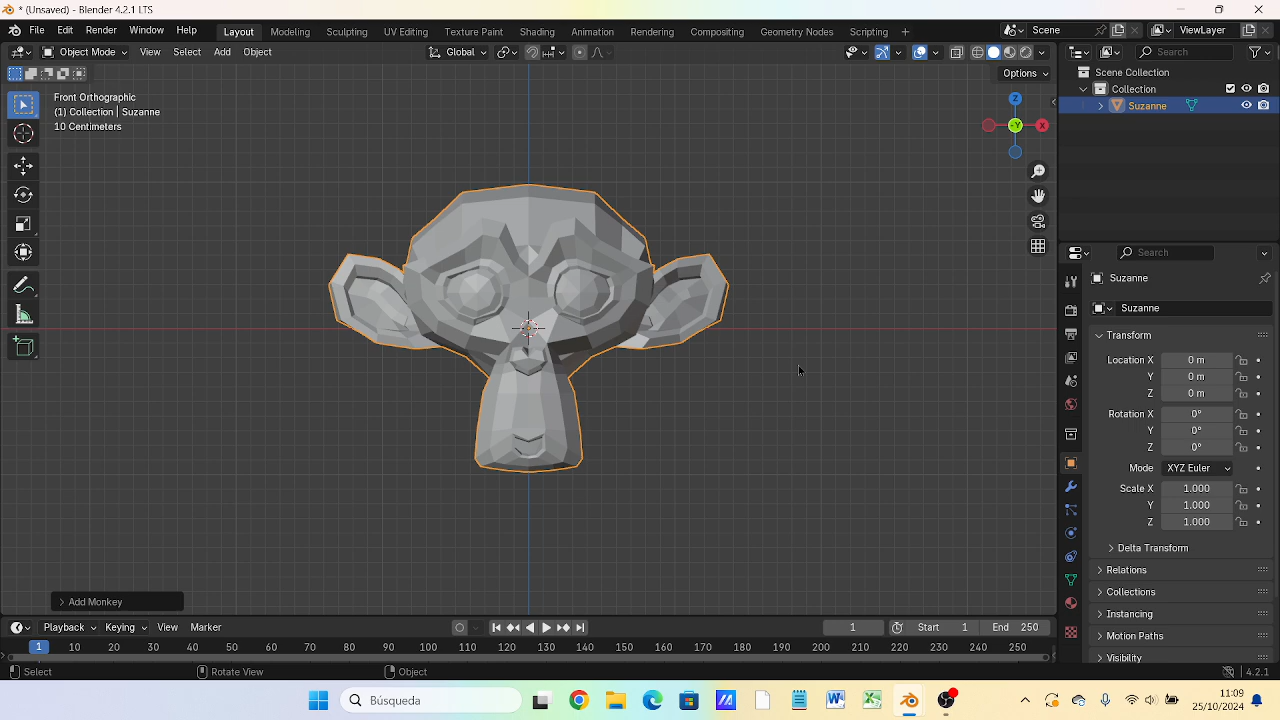 * (Unsaved) - Blender 4.2.1 LTS
File Edit Render Window Help Layout Modeling Sculpting UV Editing Texture Paint Shading Animation Rendering Compositing Geometry Nodes Scripting + Scene ViewLayer
Object Mode View Select Add Object Global Search
Options
Front Orthographic
(1) Collection | Suzanne
10 Centimeters
Z
-Y
X
Scene Collection
Collection
Suzanne
Search
Suzanne
Suzanne
Transform
Location X 0 m
Y 0 m
Z 0 m
Rotation X 0°
Y 0°
Z 0°
Mode XYZ Euler
Scale X 1.000
Y 1.000
Z 1.000
Delta Transform
Relations
Collections
Instancing
Motion Paths
Visibility
Add Monkey
Playback Keying View Marker 1 Start 1 End 250
1 10 20 30 40 50 60 70 80 90 100 110 120 130 140 150 160 170 180 190 200 210 220 230 240 250
Select Rotate View Object 4.2.1
Búsqueda
11:09
25/10/2024